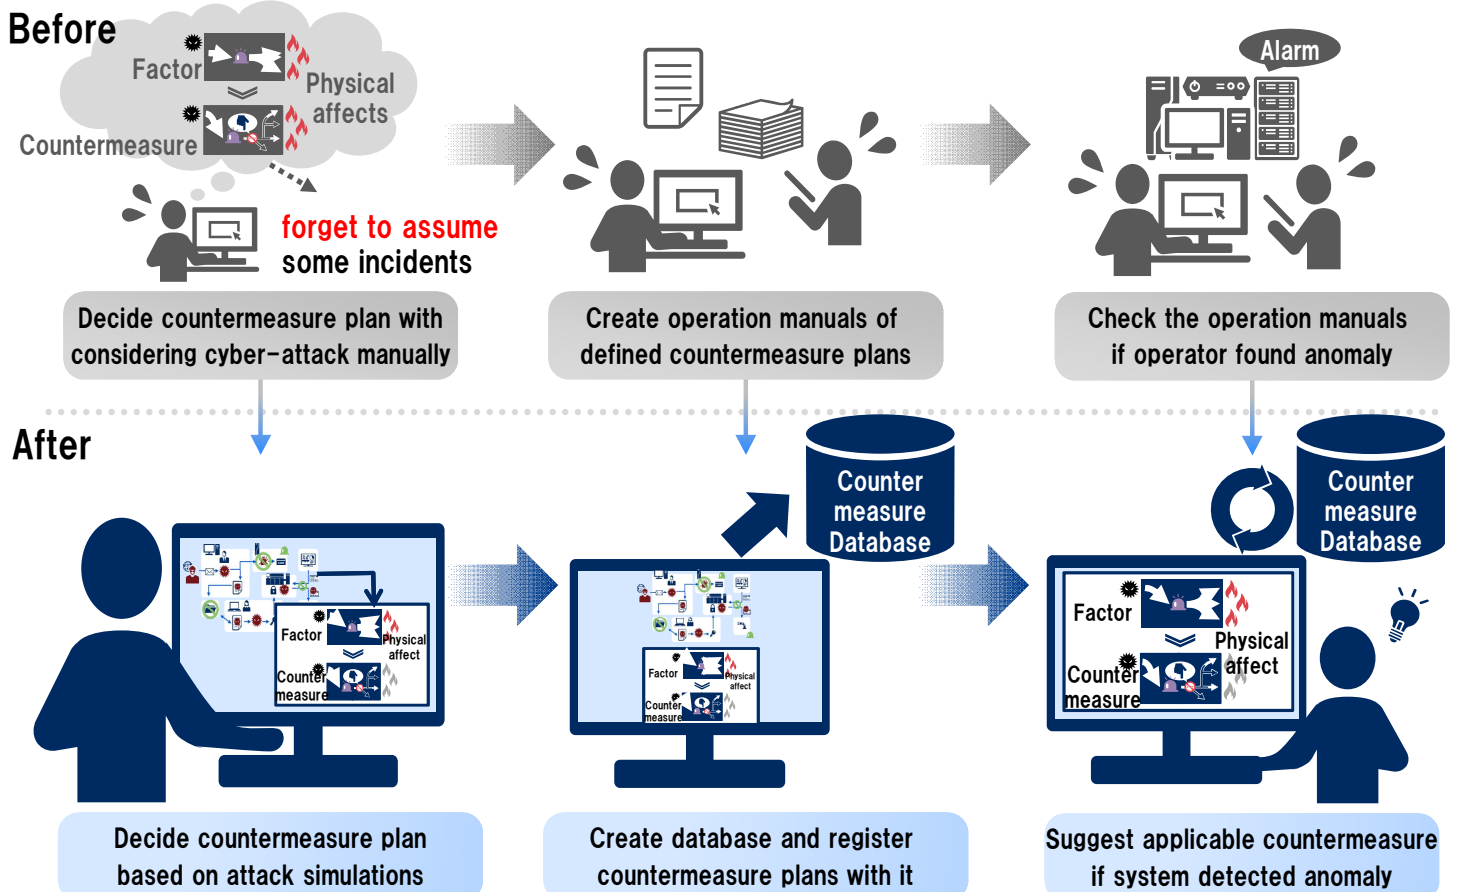 Before
Factor
Physical
affects
Countermeasure
forget to assume
some incidents
Decide countermeasure plan with
considering cyber-attack manually
Create operation manuals of
defined countermeasure plans
Alarm
Check the operation manuals
if operator found anomaly
After
Factor
Physical
affect
Counter
measure
Decide countermeasure plan
based on attack simulations
Counter
measure
Database
Factor
Physical
affect
Counter
measure
Create database and register
countermeasure plans with it
Counter
measure
Database
Factor
Physical
affect
Counter
measure
Suggest applicable countermeasure
if system detected anomaly